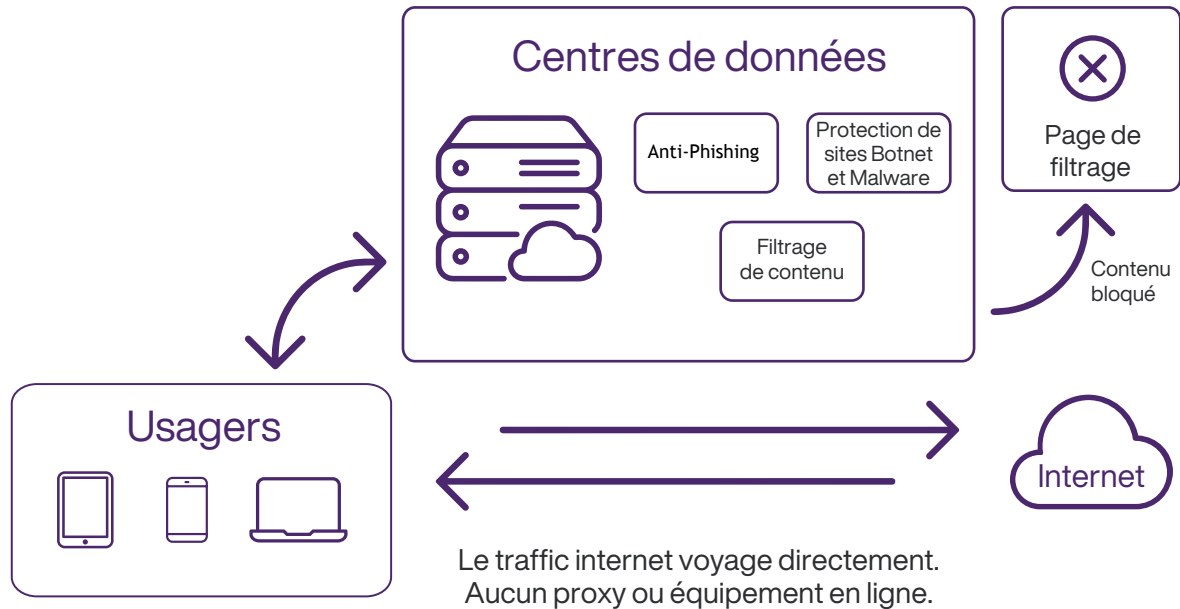 Centres de données
Anti-Phishing
Protection de
sites Botnet
et Malware
Filtrage
de contenu
Page de
filtrage
Contenu
bloqué
Usagers
Internet
Le traffic internet voyage directement.
Aucun proxy ou équipement en ligne.